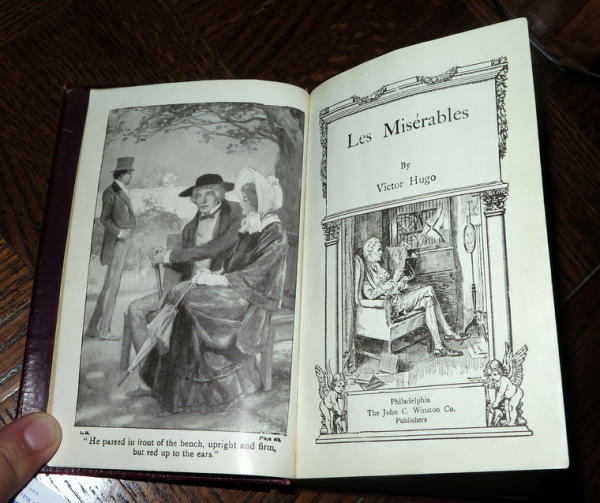 "He passed in front of the bench, upright and firm,
but red up to the ears."
Les Misérables
By
Victor Hugo
Philadelphia
The John C. Winston Co.
Publishers